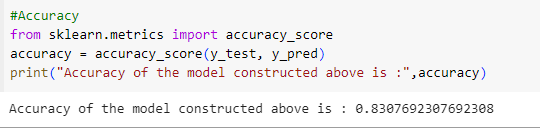 #Accuracy
from sklearn.metrics import accuracy_score
accuracy = accuracy_score(y_test, y_pred)
print("Accuracy of the model constructed above is :",accuracy)
Accuracy of the model constructed above is : 0.8307692307692308